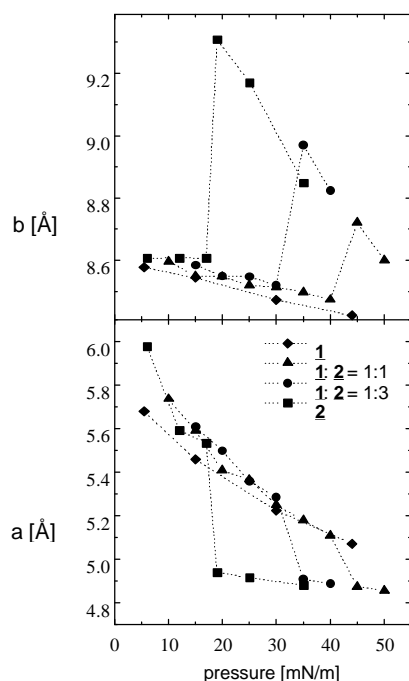 9.2
9.0
b [Å]
8.8
8.6
6.0
1
1: 2 = 1:1
5.8
1: 2 = 1:3
2
5.6
5.4
a [Å]
5.2
5.0
4.8
0 10 20 30 40 50
pressure [mN/m]